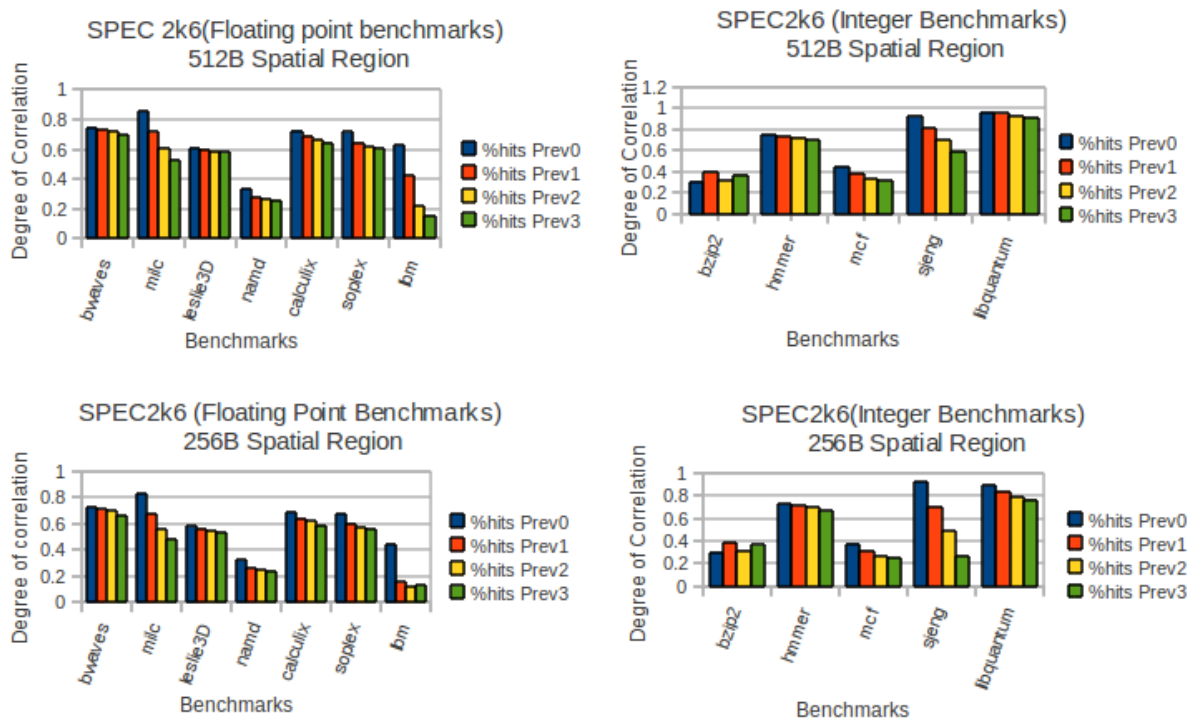 SPEC 2k6(Floating point benchmarks)
512B Spatial Region
Degree of Correlation
1
0.8
0.6
0.4
0.2
0
bwaves
milc
leslie3D
namd
calculix
soplex
lbm
Benchmarks
%hits Prev0
%hits Prev1
%hits Prev2
%hits Prev3
SPEC2k6 (Integer Benchmarks)
512B Spatial Region
Degree of Correlation
1.2
1
0.8
0.6
0.4
0.2
0
bzip2
hmmer
mcf
sjeng
libquantum
Benchmarks
%hits Prev0
%hits Prev1
%hits Prev2
%hits Prev3
SPEC2k6 (Floating Point Benchmarks)
256B Spatial Region
Degree of correlation
1
0.8
0.6
0.4
0.2
0
bwaves
milc
leslie3D
namd
calculix
soplex
lbm
Benchmarks
%hits Prev0
%hits Prev1
%hits Prev2
%hits Prev3
SPEC2k6(Integer Benchmarks)
256B Spatial Region
Degree of Correlation
1
0.8
0.6
0.4
0.2
0
bzip2
hmmer
mcf
sjeng
libquantum
Benchmarks
%hits Prev0
%hits Prev1
%hits Prev2
%hits Prev3